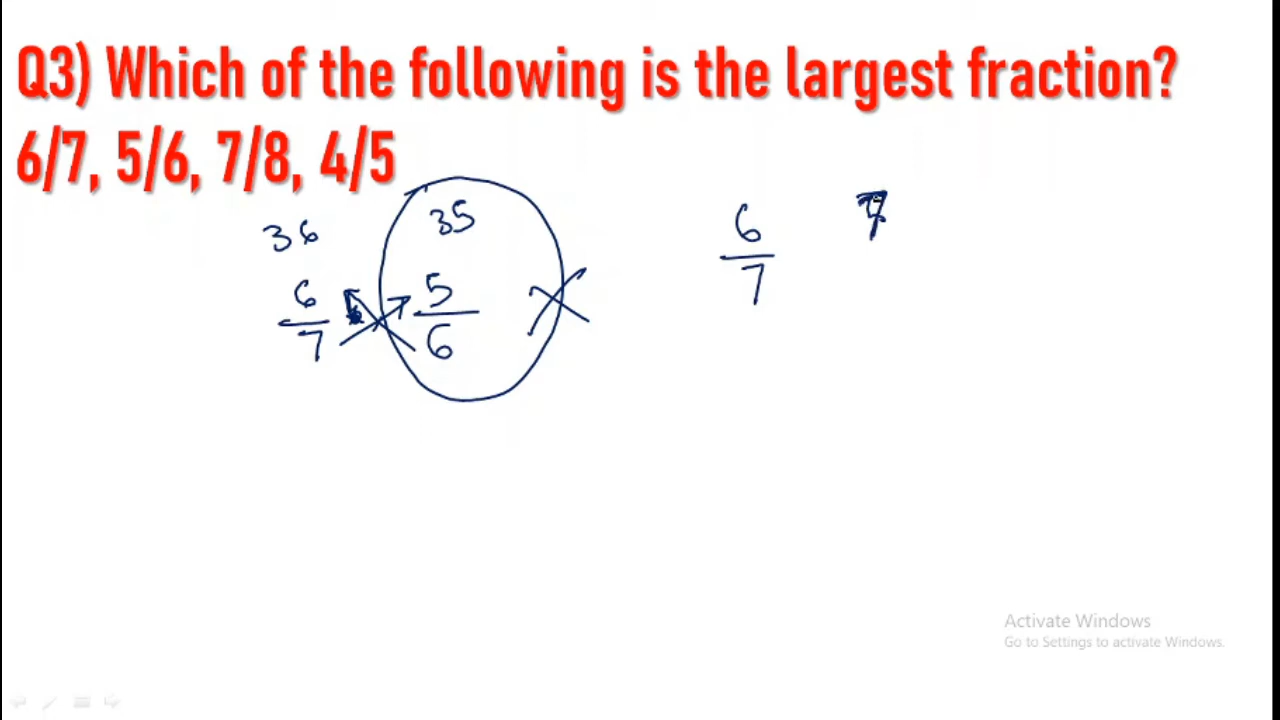 Q3) Which of the following is the largest fraction?
6/7, 5/6, 7/8, 4/5
36 35
6 5
7 6
6
7
Activate Windows
Go to Settings to activate Windows.